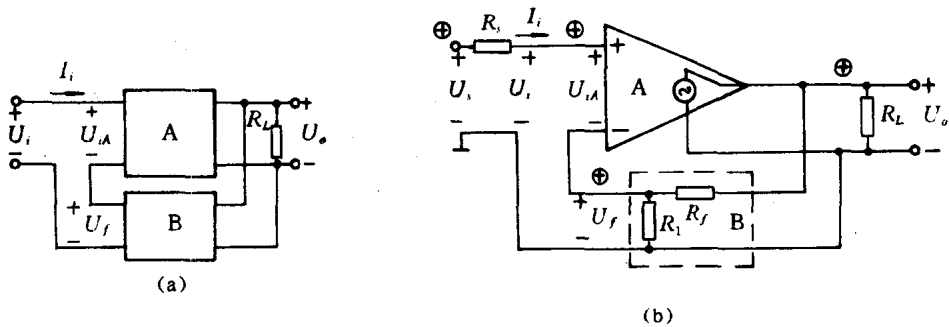 I_i
+
+
U_i
U_iA
A
R_L
+
U_o
−
−
−
+
U_f
−
B
(a)
⊕
R_s
I_i
⊕
+
+
+
+
U_s
U_i
U_iA
A
−
−
−
−
⊕
+
R_L
U_o
−
⊕
+
U_f
−
R_1
R_f
B
(b)